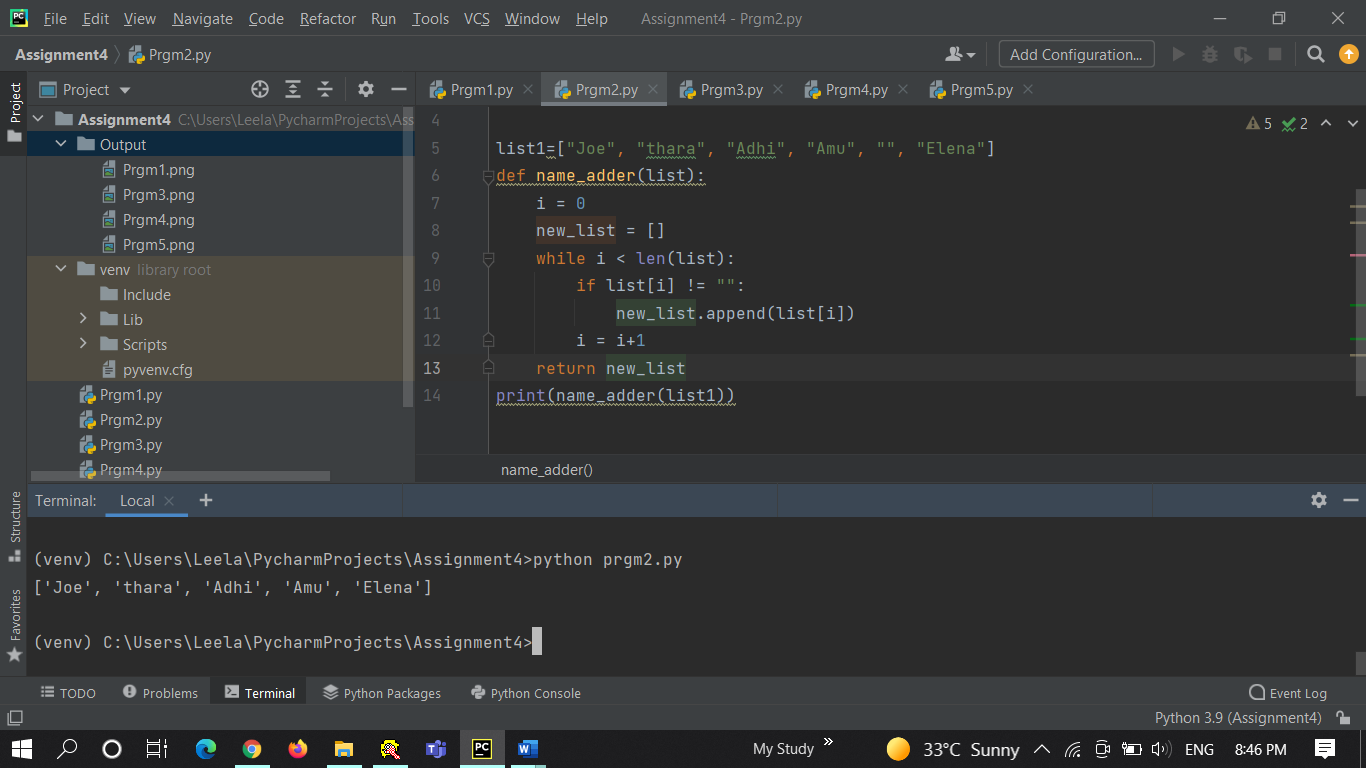 PC File Edit View Navigate Code Refactor Run Tools VCS Window Help Assignment4 - Prgm2.py
Assignment4 Prgm2.py Add Configuration...
Project
Project
Prgm1.py Prgm2.py Prgm3.py Prgm4.py Prgm5.py
Assignment4 C:\Users\Leela\PycharmProjects\Ass
Output
Prgm1.png
Prgm3.png
Prgm4.png
Prgm5.png
venv library root
Include
Lib
Scripts
pyvenv.cfg
Prgm1.py
Prgm2.py
Prgm3.py
Prgm4.py
5 2
4
5 list1=["Joe", "thara", "Adhi", "Amu", "", "Elena"]
6 def name_adder(list):
7 i = 0
8 new_list = []
9 while i < len(list):
10 if list[i] != "":
11 new_list.append(list[i])
12 i = i+1
13 return new_list
14 print(name_adder(list1))
name_adder()
Structure
Favorites
Terminal: Local
(venv) C:\Users\Leela\PycharmProjects\Assignment4>python prgm2.py
['Joe', 'thara', 'Adhi', 'Amu', 'Elena']
(venv) C:\Users\Leela\PycharmProjects\Assignment4>
TODO Problems Terminal Python Packages Python Console Event Log
Python 3.9 (Assignment4)
PC W My Study » 33°C Sunny ENG 8:46 PM